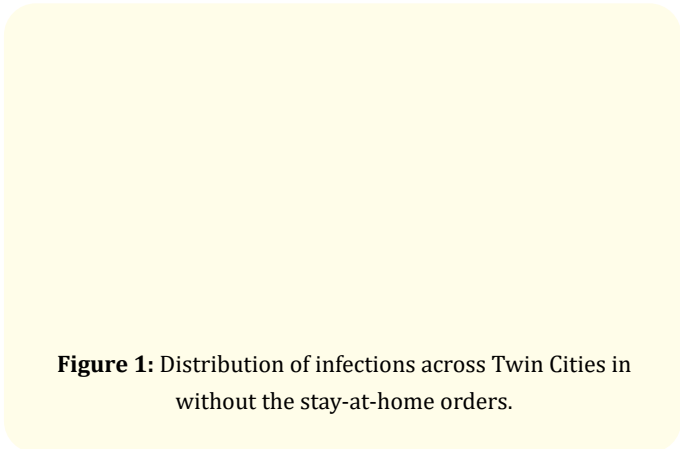 Figure 1: Distribution of infections across Twin Cities in
without the stay-at-home orders.